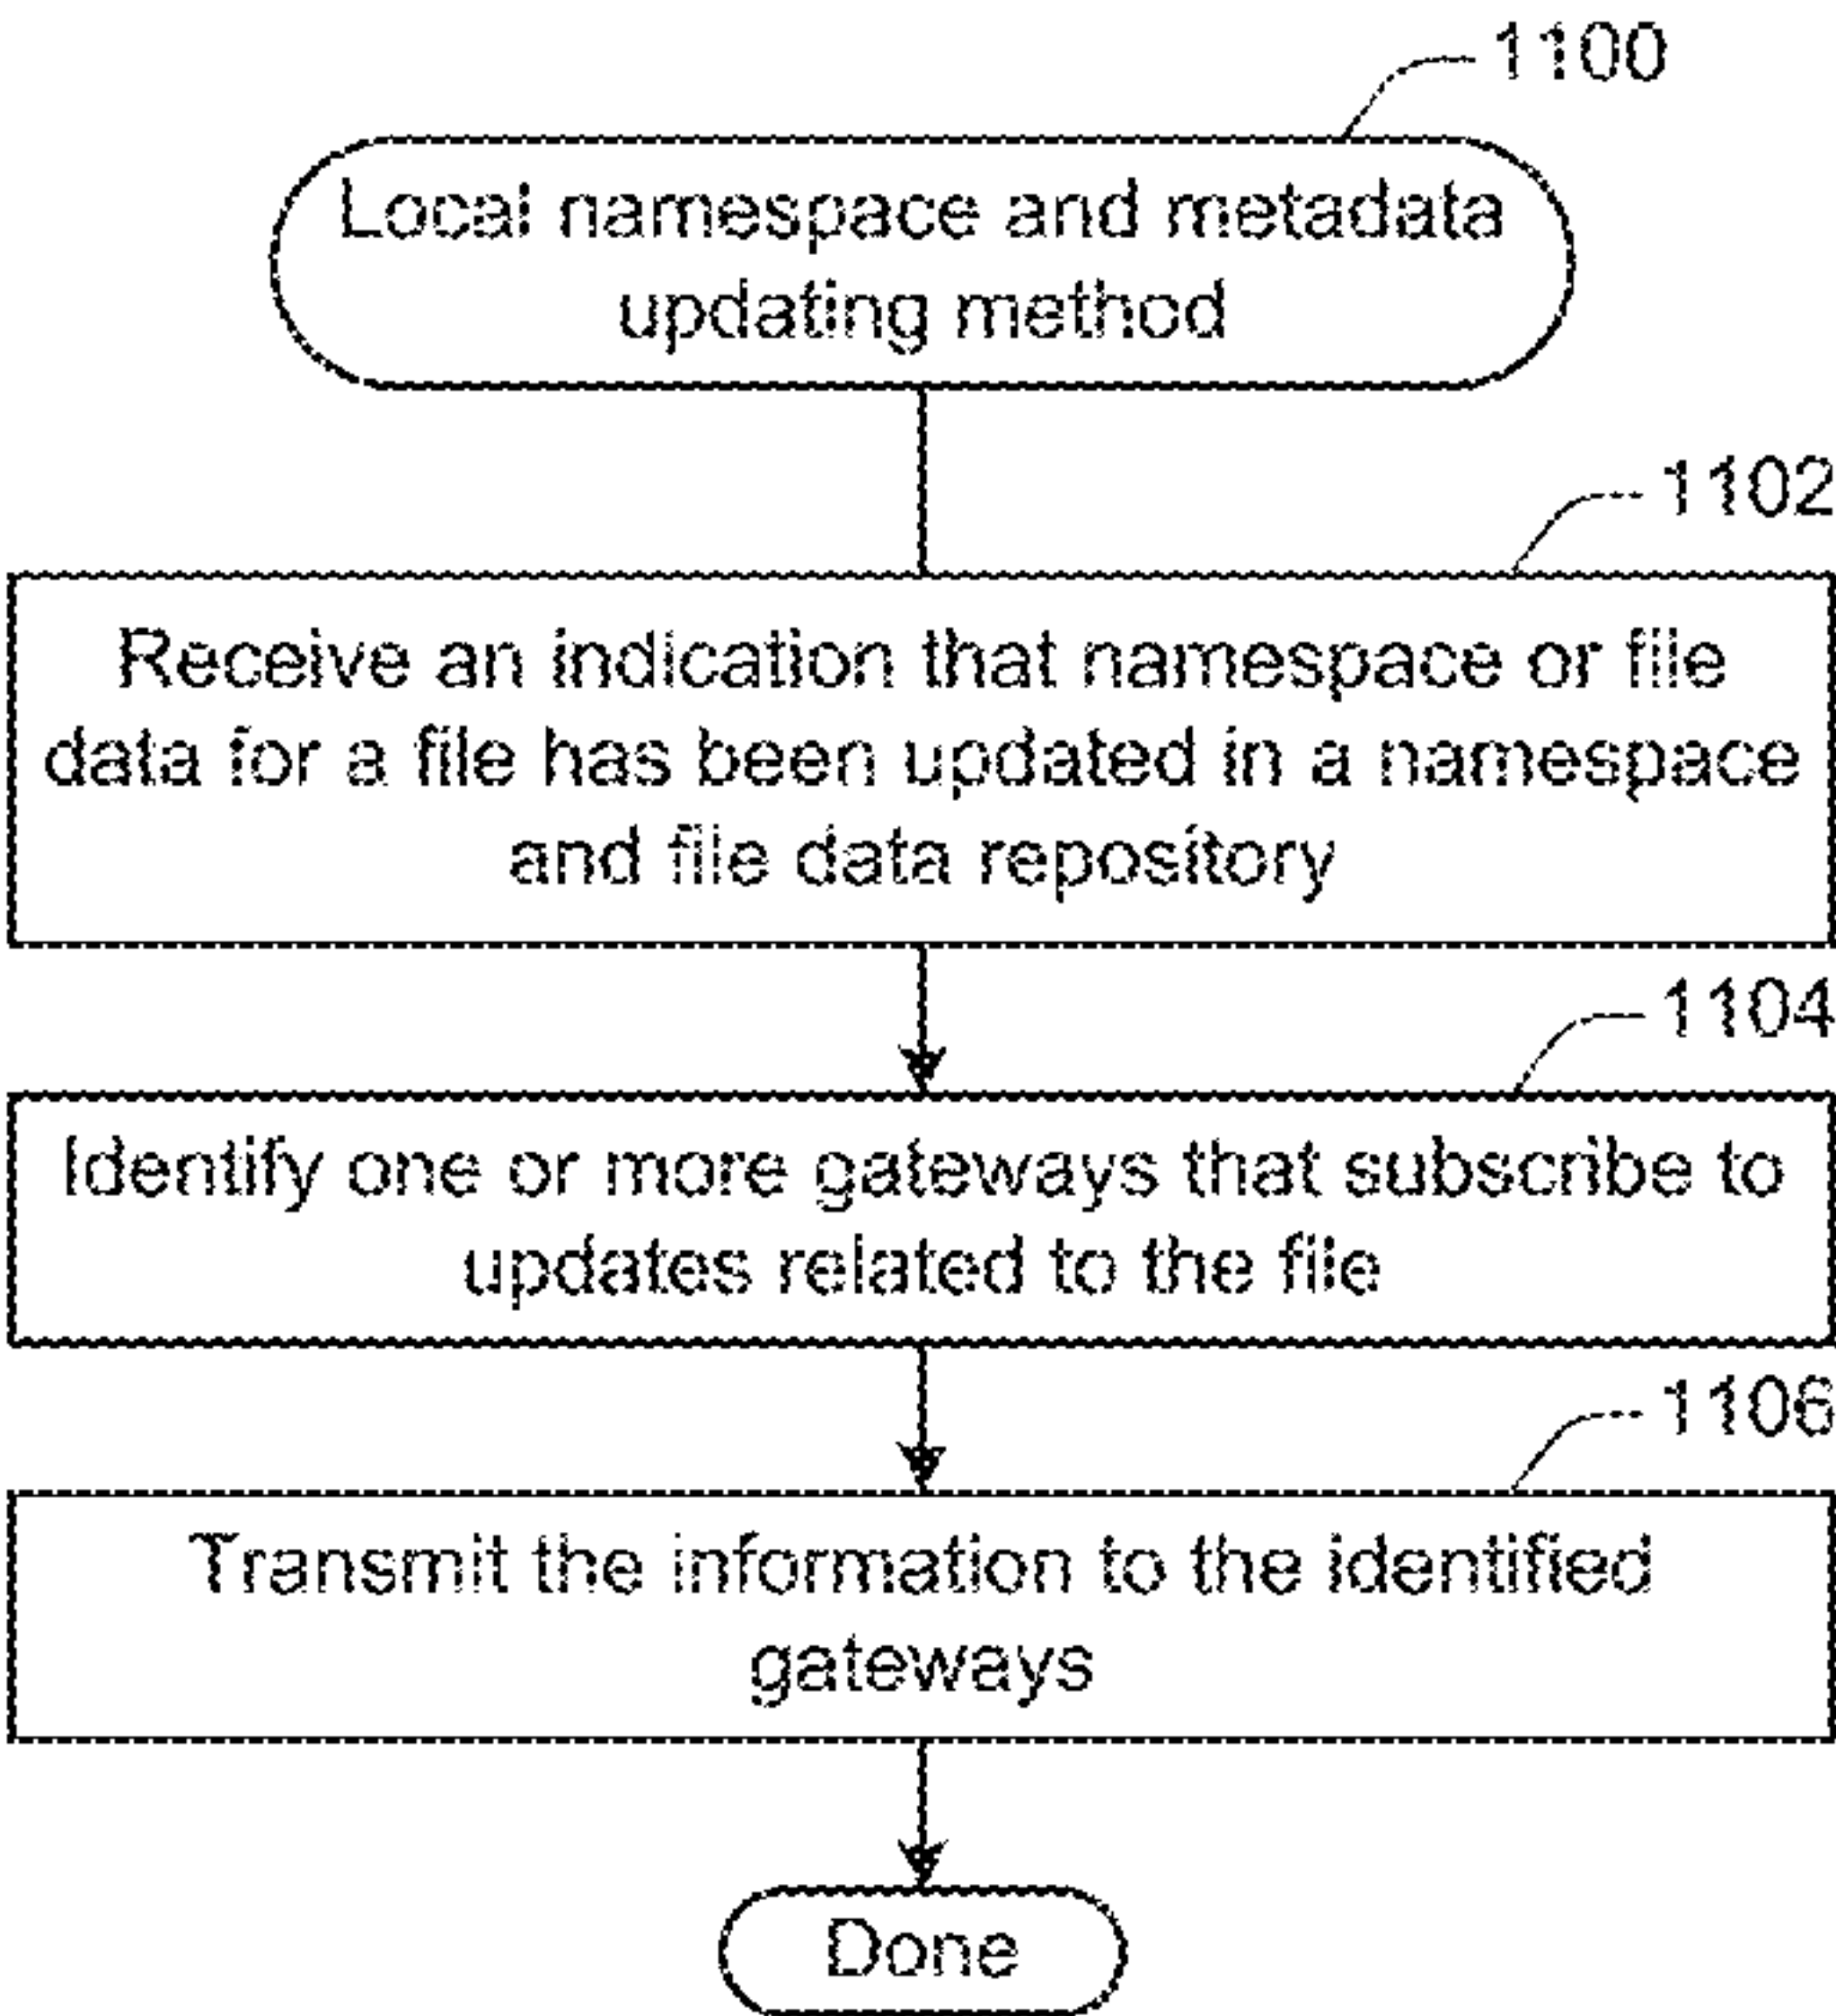 1100
Local namespace and metadata
updating method
1102
Receive an indication that namespace or file
data for a file has been updated in a namespace
and file data repository
1104
Identify one or more gateways that subscribe to
updates related to the file
1106
Transmit the information to the identified
gateways
Done